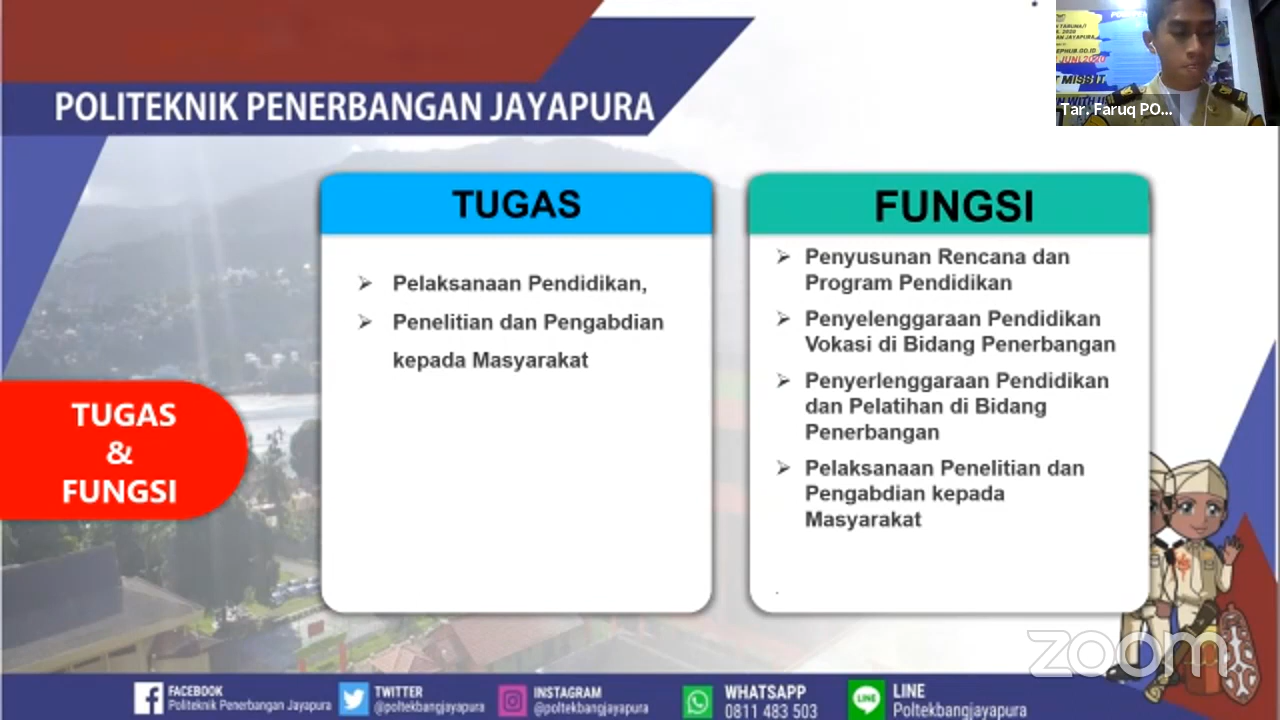 POLITEKNIK PENERBANGAN JAYAPURA
TUGAS
&
FUNGSI
TUGAS
Pelaksanaan Pendidikan,
Penelitian dan Pengabdian
kepada Masyarakat
FUNGSI
Penyusunan Rencana dan
Program Pendidikan
Penyelenggaraan Pendidikan
Vokasi di Bidang Penerbangan
Penyerlenggaraan Pendidikan
dan Pelatihan di Bidang
Penerbangan
Pelaksanaan Penelitian dan
Pengabdian kepada
Masyarakat
Tar. Faruq PO...
zoom
FACEBOOK
Politeknik Penerbangan Jayapura
TWITTER
@poltekbangjayapura
INSTAGRAM
@poltekbangjayapura
WHATSAPP
0811 483 503
LINE
Poltekbangjayapura